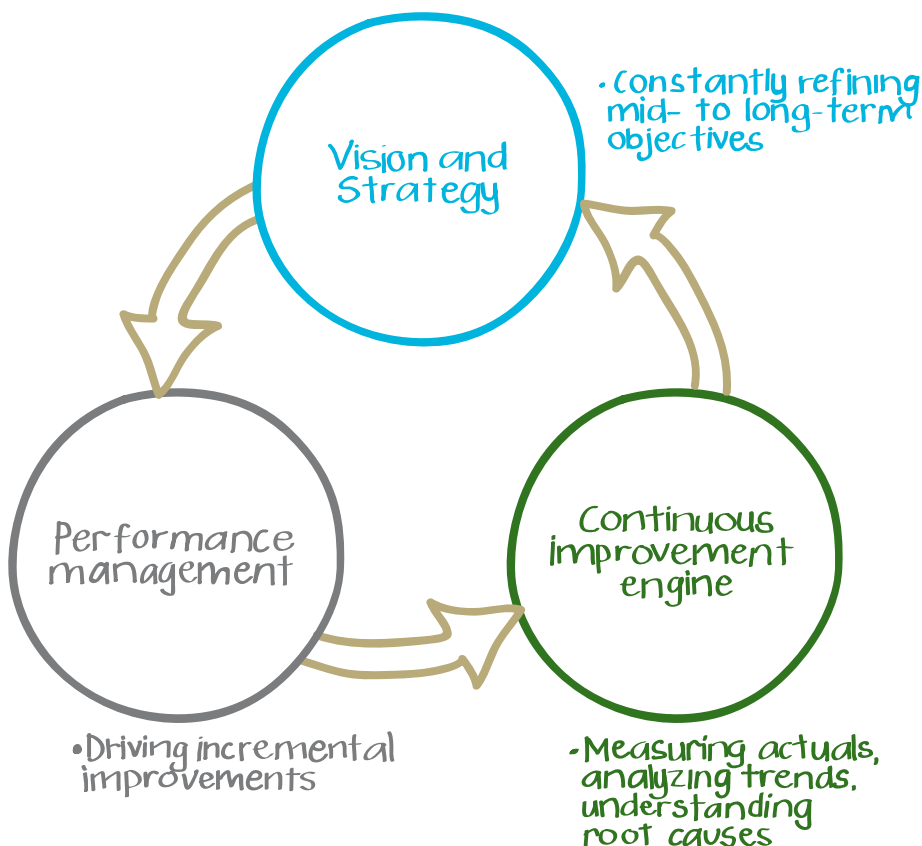 Vision and
Strategy
• Constantly refining
mid- to long-term
objectives
Performance
management
• Driving incremental
improvements
Continuous
improvement
engine
• Measuring actuals,
analyzing trends.
understanding
root causes